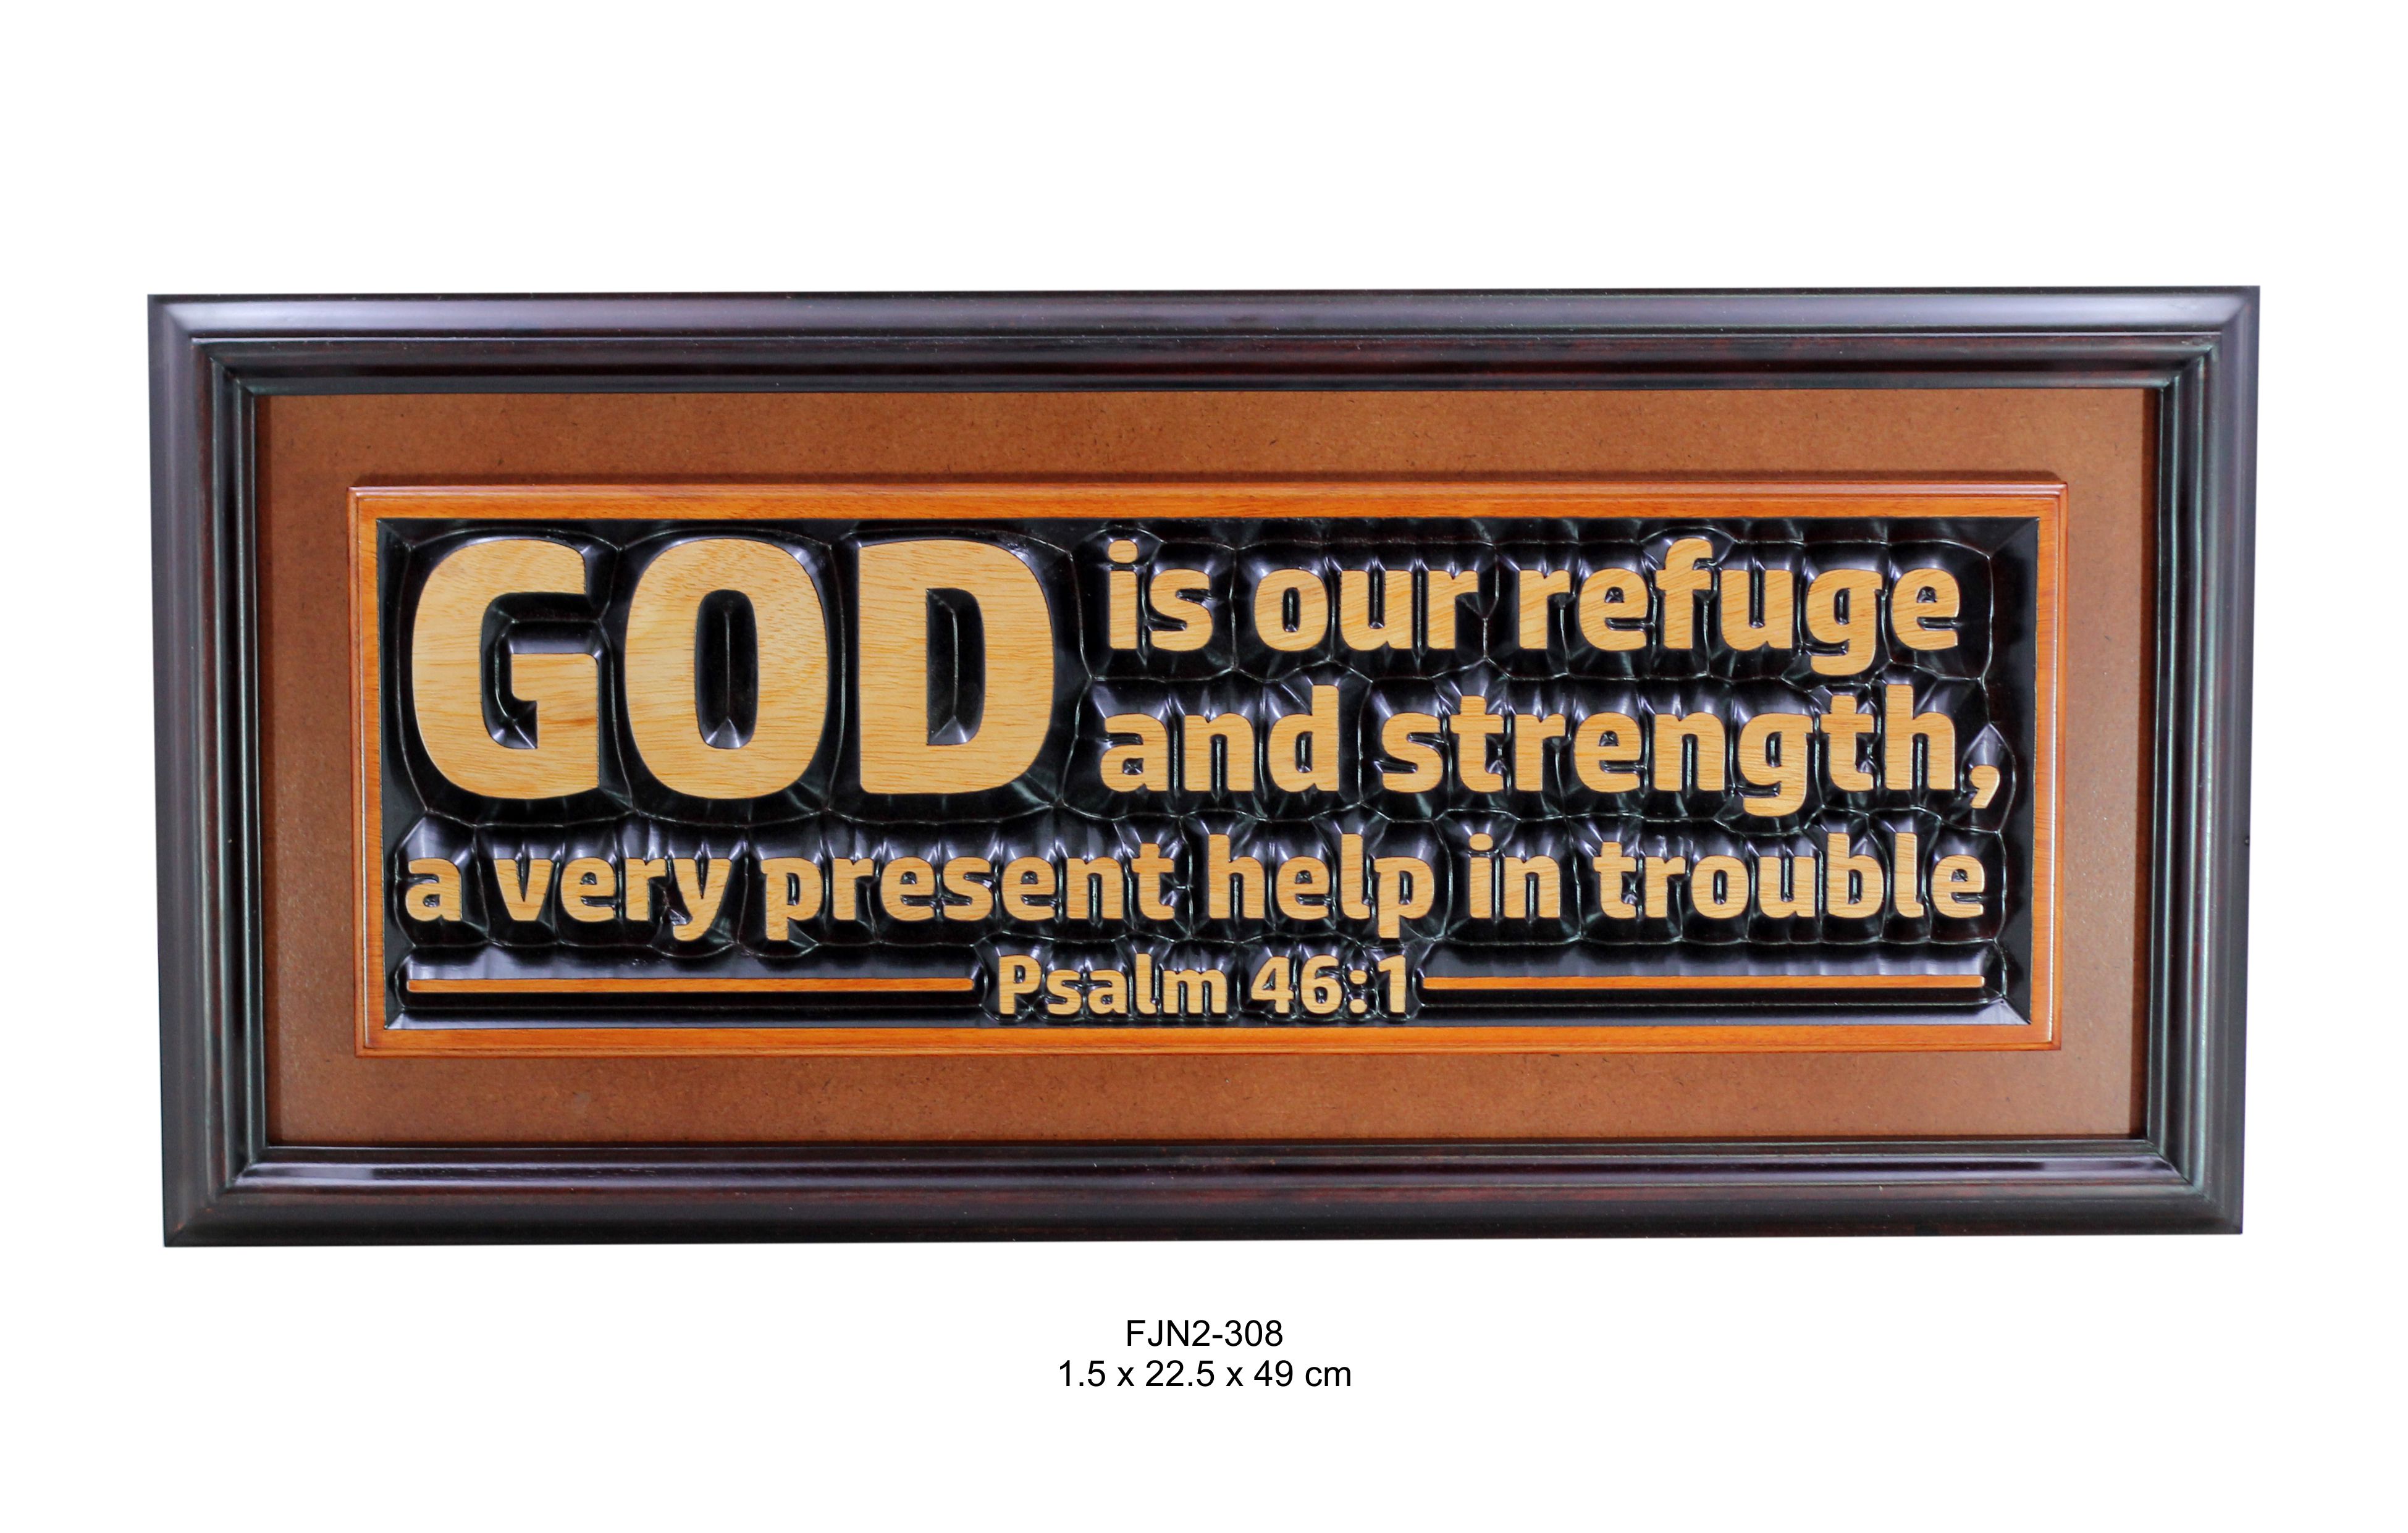 GOD is our refuge
and strength,
a very present help in trouble
Psalm 46:1
FJN2-308
1.5 x 22.5 x 49 cm